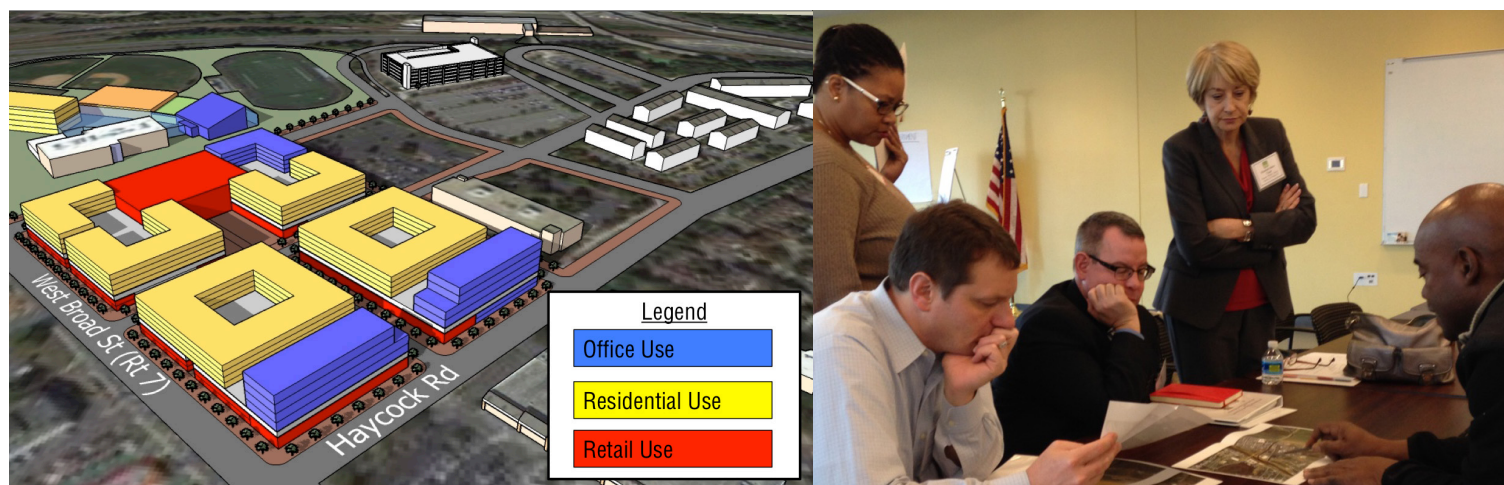 West Broad St (Rt 7)
Haycock Rd
Legend
Office Use
Residential Use
Retail Use